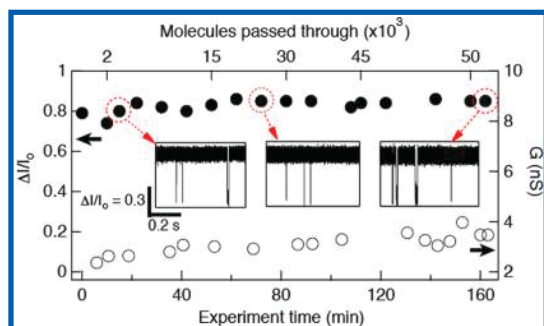 Molecules passed through (x10³)
2 15 30 45 50
1 10
0.8 8
0.6 6
0.4 4
0.2
0 2
ΔI/I₀
G (nS)
ΔI/I₀ = 0.3
0.2 s
0 40 80 120 160
Experiment time (min)